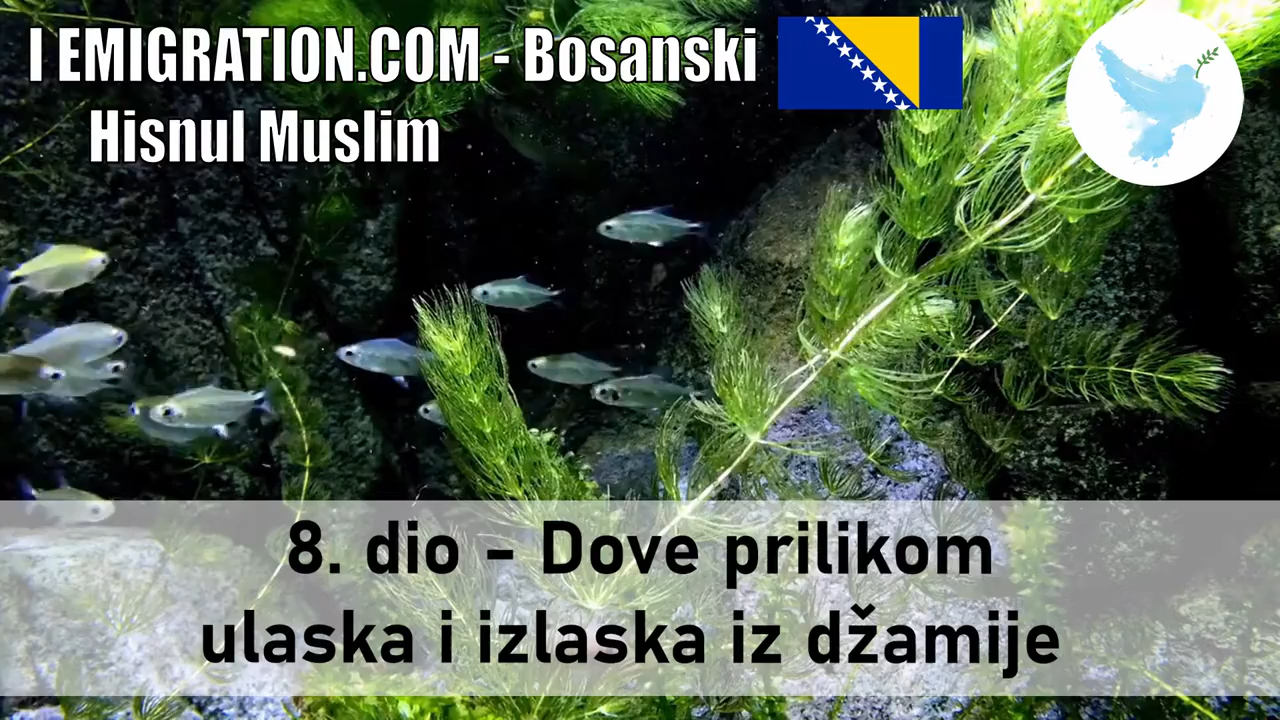 I EMIGRATION.COM - Bosanski
Hisnul Muslim
8. dio - Dove prilikom
ulaska i izlaska iz džamije